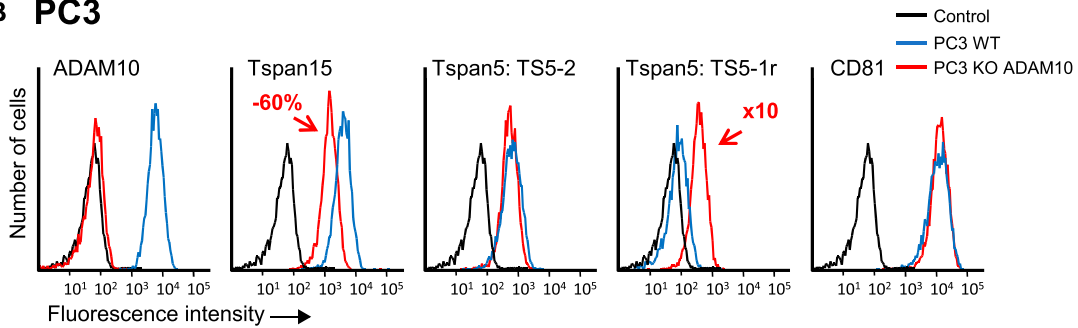 PC3
Control
PC3 WT
PC3 KO ADAM10
ADAM10
Tspan15
Tspan5: TS5-2
Tspan5: TS5-1r
CD81
-60%
x10
Number of cells
10¹ 10² 10³ 10⁴ 10⁵
10¹ 10² 10³ 10⁴ 10⁵
10¹ 10² 10³ 10⁴ 10⁵
10¹ 10² 10³ 10⁴ 10⁵
10¹ 10² 10³ 10⁴ 10⁵
Fluorescence intensity